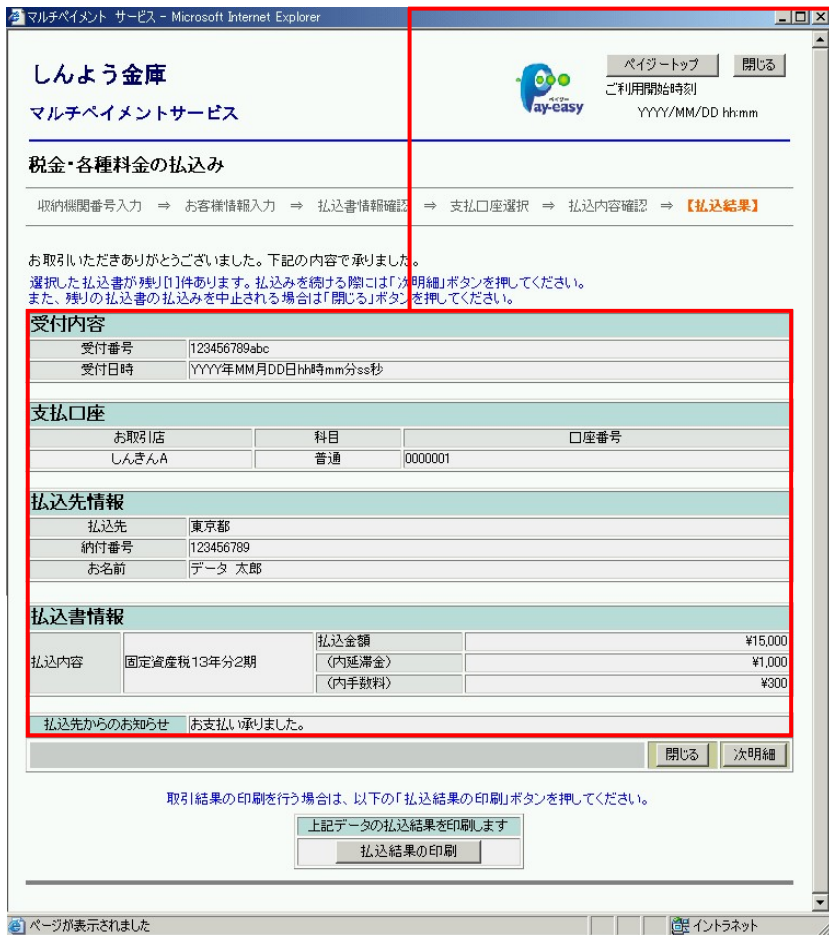 マルチペイメント サービス - Microsoft Internet Explorer
しんよう金庫
マルチペイメントサービス
ペイジー
Pay-easy
ペイジートップ 閉じる
ご利用開始時刻
YYYY/MM/DD hh:mm
税金・各種料金の払込み
収納機関番号入力 ⇒ お客様情報入力 ⇒ 払込書情報確認 ⇒ 支払口座選択 ⇒ 払込内容確認 ⇒ 【払込結果】
お取引いただきありがとうございました。下記の内容で承りました。
選択した払込書が残り[1]件あります。払込みを続ける際には「次明細」ボタンを押してください。
また、残りの払込書の払込みを中止される場合は「閉じる」ボタンを押してください。
受付内容
受付番号 123456789abc
受付日時 YYYY年MM月DD日hh時mm分ss秒
支払口座
お取引店 科目 口座番号
しんきんA 普通 0000001
払込先情報
払込先 東京都
納付番号 123456789
お名前 データ 太郎
払込書情報
払込内容 固定資産税13年分2期 払込金額 ¥15,000
（内延滞金） ¥1,000
（内手数料） ¥300
払込先からのお知らせ お支払い承りました。
閉じる 次明細
取引結果の印刷を行う場合は、以下の「払込結果の印刷」ボタンを押してください。
上記データの払込結果を印刷します
払込結果の印刷
ページが表示されました イントラネット